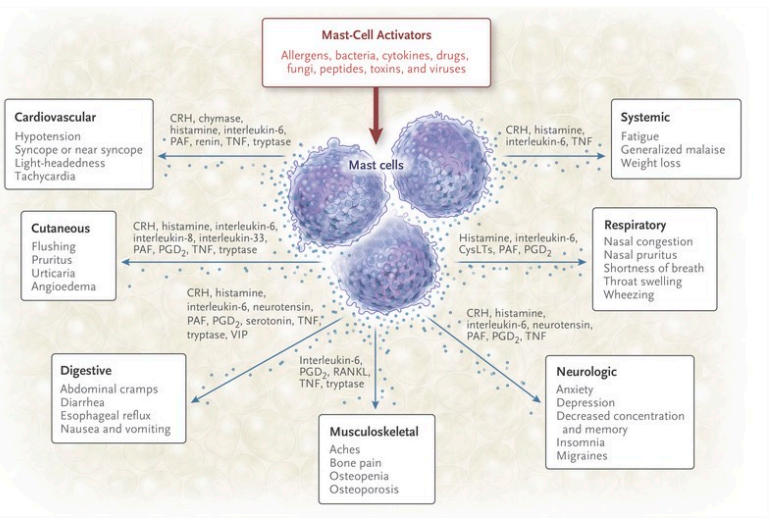 Mast-Cell Activators
Allergens, bacteria, cytokines, drugs,
fungi, peptides, toxins, and viruses
Cardiovascular
Hypotension
Syncope or near syncope
Light-headedness
Tachycardia
CRH, chymase,
histamine, interleukin-6,
PAF, renin, TNF, tryptase
Mast cells
CRH, histamine,
interleukin-6, TNF
Systemic
Fatigue
Generalized malaise
Weight loss
Cutaneous
Flushing
Pruritus
Urticaria
Angioedema
CRH, histamine, interleukin-6,
interleukin-8, interleukin-33,
PAF, PGD₂, TNF, tryptase
Histamine, interleukin-6,
CysLTs, PAF, PGD₂
Respiratory
Nasal congestion
Nasal pruritus
Shortness of breath
Throat swelling
Wheezing
CRH, histamine,
interleukin-6, neurotensin,
PAF, PGD₂, serotonin, TNF,
tryptase, VIP
CRH, histamine,
interleukin-6, neurotensin,
PAF, PGD₂, TNF
Digestive
Abdominal cramps
Diarrhea
Esophageal reflux
Nausea and vomiting
Interleukin-6,
PGD₂, RANKL,
TNF, tryptase
Neurologic
Anxiety
Depression
Decreased concentration
and memory
Insomnia
Migraines
Musculoskeletal
Aches
Bone pain
Osteopenia
Osteoporosis